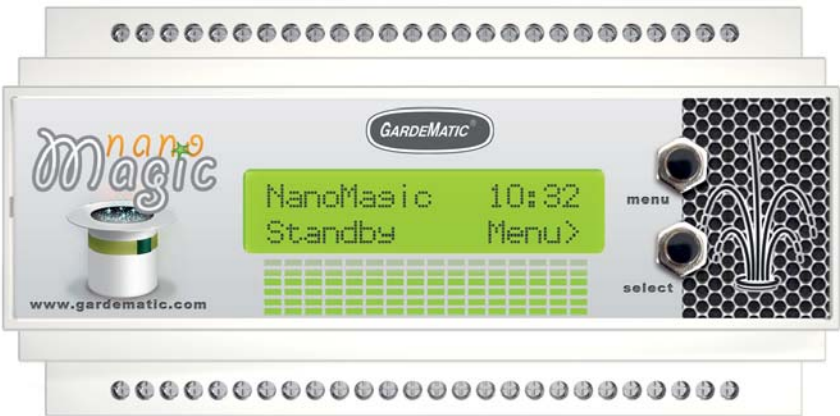 GARDEMATIC®
nano
Magic
NanoMagic 10:32
Standby Menu>
menu
select
www.gardematic.com